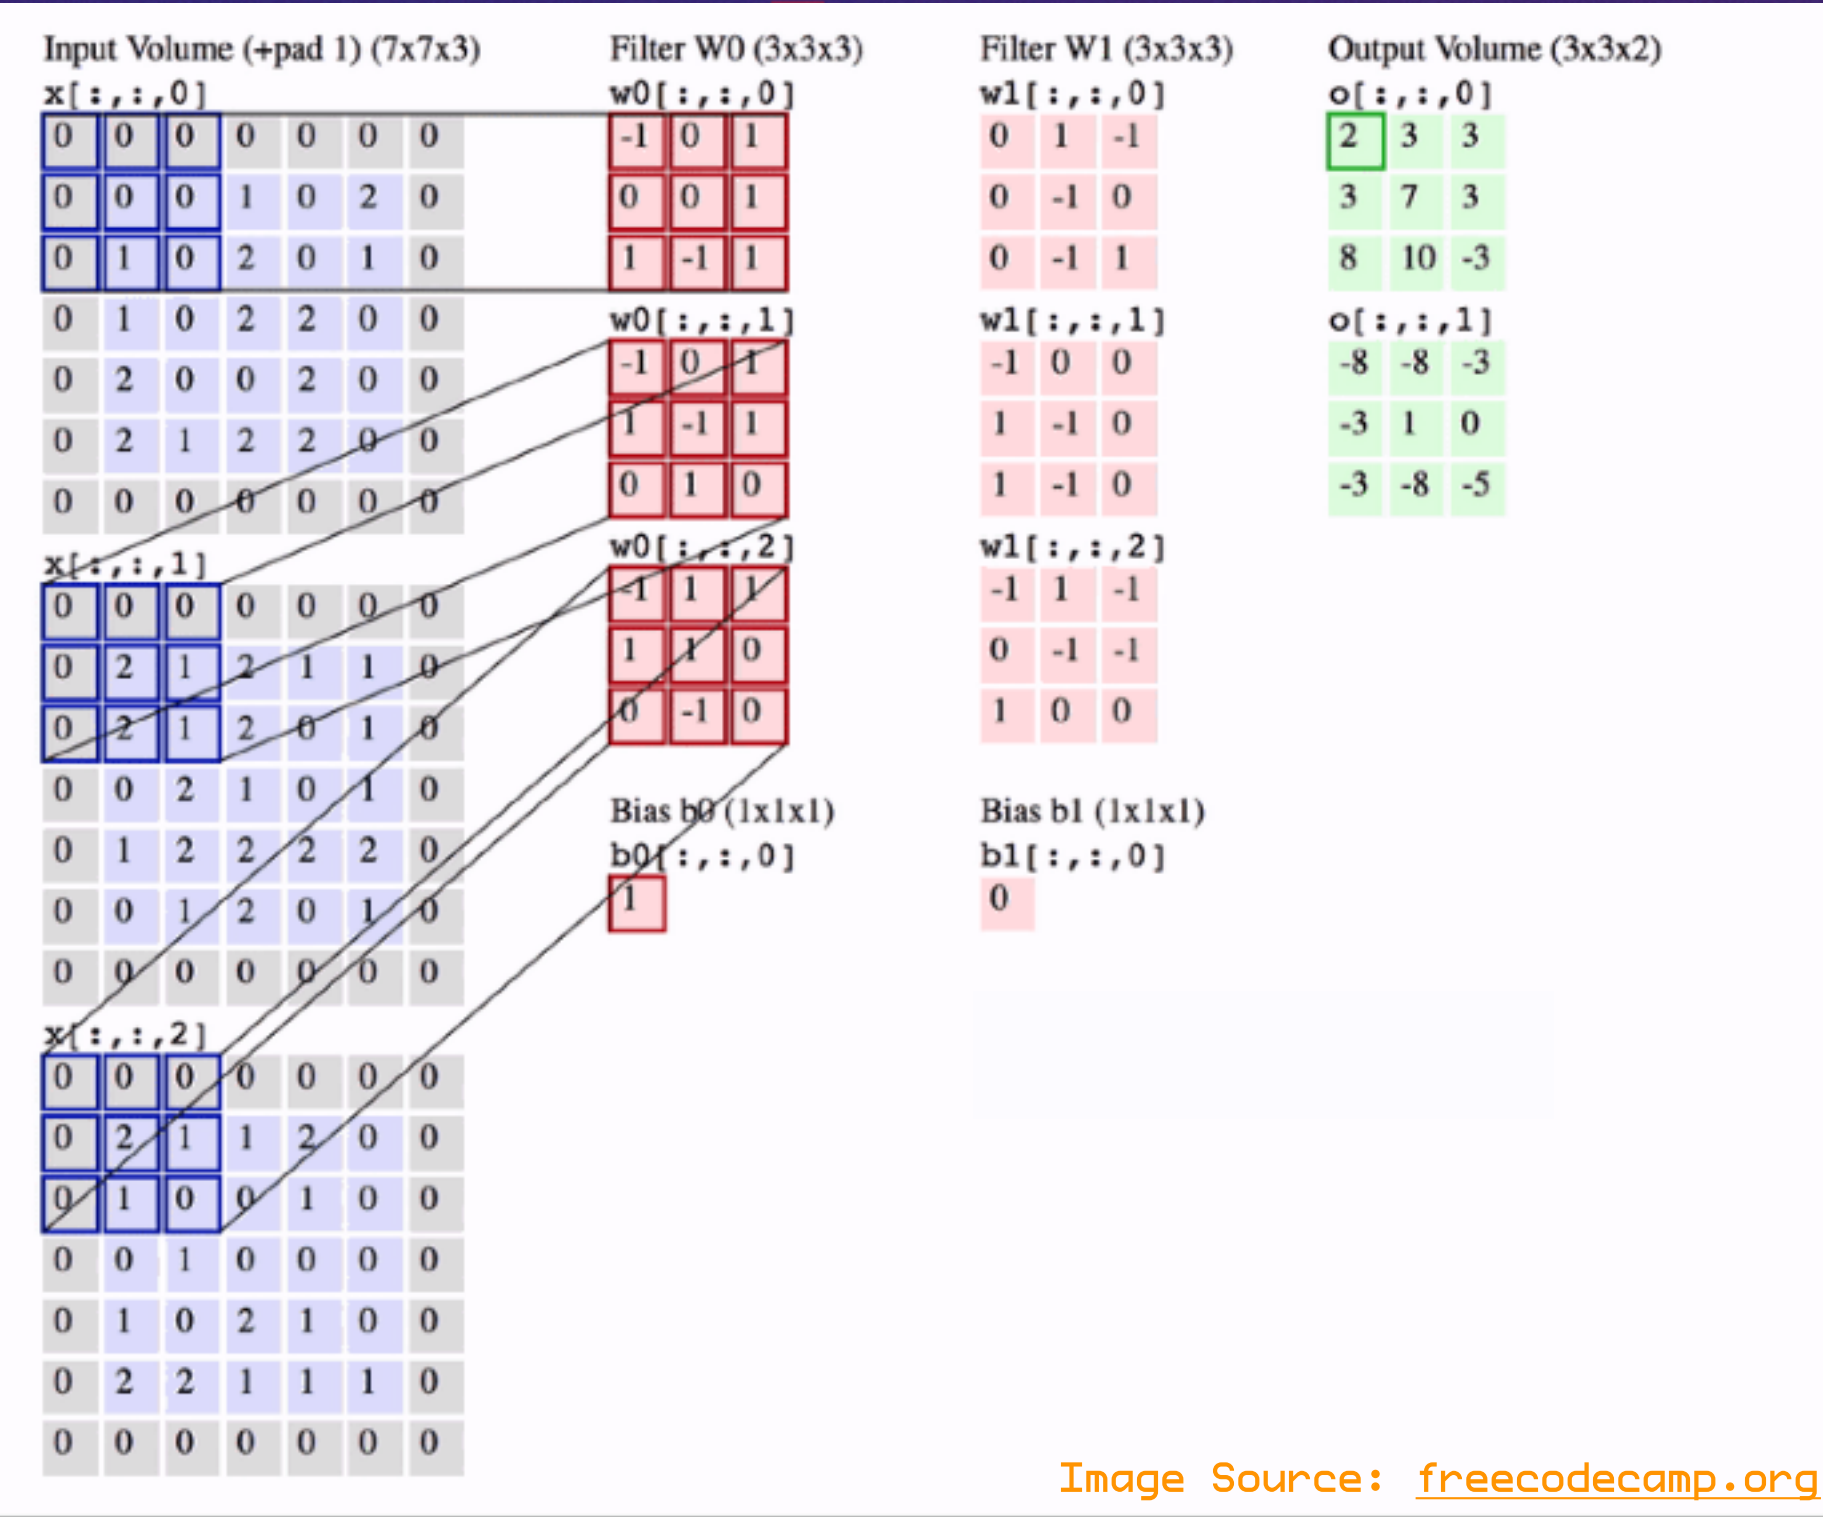 Input Volume (+pad 1) (7x7x3)
x[:,:,0]
0 0 0 0 0 0 0
0 0 0 1 0 2 0
0 1 0 2 0 1 0
0 1 0 2 2 0 0
0 2 0 0 2 0 0
0 2 1 2 2 0 0
0 0 0 0 0 0 0
x[:,:,1]
0 0 0 0 0 0 0
0 2 1 2 1 1 0
0 2 1 2 0 1 0
0 0 2 1 0 1 0
0 1 2 2 2 2 0
0 0 1 2 0 1 0
0 0 0 0 0 0 0
x[:,:,2]
0 0 0 0 0 0 0
0 2 1 1 2 0 0
0 1 0 0 1 0 0
0 0 1 0 0 0 0
0 1 0 2 1 0 0
0 2 2 1 1 1 0
0 0 0 0 0 0 0
Filter W0 (3x3x3)
w0[:,:,0]
-1 0 1
0 0 1
1 -1 1
w0[:,:,1]
-1 0 1
1 -1 1
0 1 0
w0[:,:,2]
-1 1 1
1 1 0
0 -1 0
Bias b0 (1x1x1)
b0[:,:,0]
1
Filter W1 (3x3x3)
w1[:,:,0]
0 1 -1
0 -1 0
0 -1 1
w1[:,:,1]
-1 0 0
1 -1 0
1 -1 0
w1[:,:,2]
-1 1 -1
0 -1 -1
1 0 0
Bias b1 (1x1x1)
b1[:,:,0]
0
Output Volume (3x3x2)
o[:,:,0]
2 3 3
3 7 3
8 10 -3
o[:,:,1]
-8 -8 -3
-3 1 0
-3 -8 -5
Image Source: freecodecamp.org